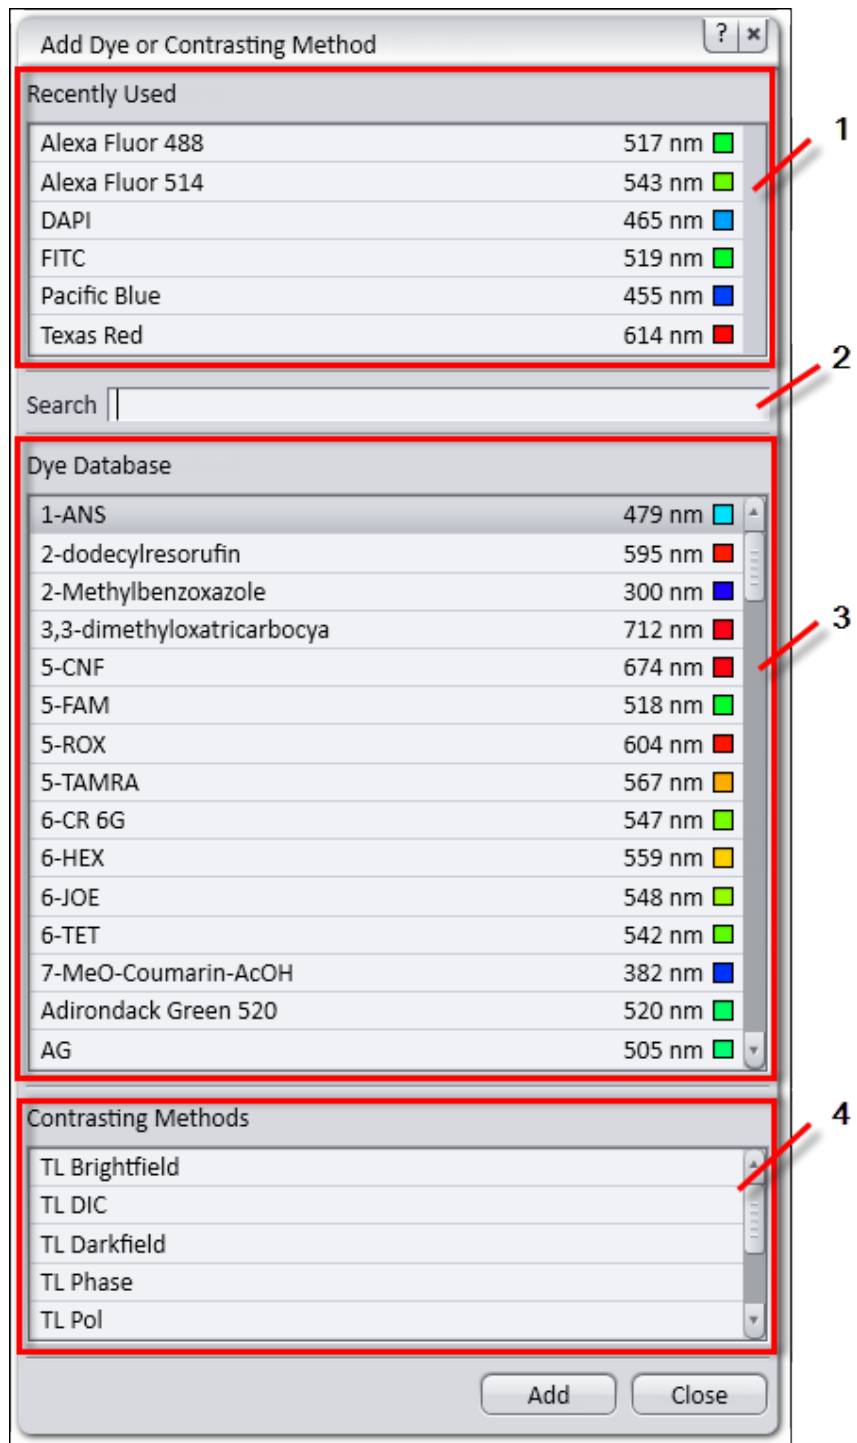 Add Dye or Contrasting Method ? ×
Recently Used
Alexa Fluor 488 517 nm
1
Alexa Fluor 514 543 nm
DAPI 465 nm
FITC 519 nm
Pacific Blue 455 nm
Texas Red 614 nm
2
Search
Dye Database
1-ANS 479 nm
2-dodecylresorufin 595 nm
2-Methylbenzoxazole 300 nm
3,3-dimethyloxatricarbocya 712 nm
3
5-CNF 674 nm
5-FAM 518 nm
5-ROX 604 nm
5-TAMRA 567 nm
6-CR 6G 547 nm
6-HEX 559 nm
6-JOE 548 nm
6-TET 542 nm
7-MeO-Coumarin-AcOH 382 nm
Adirondack Green 520 520 nm
AG 505 nm
Contrasting Methods
4
TL Brightfield
TL DIC
TL Darkfield
TL Phase
TL Pol
Add Close